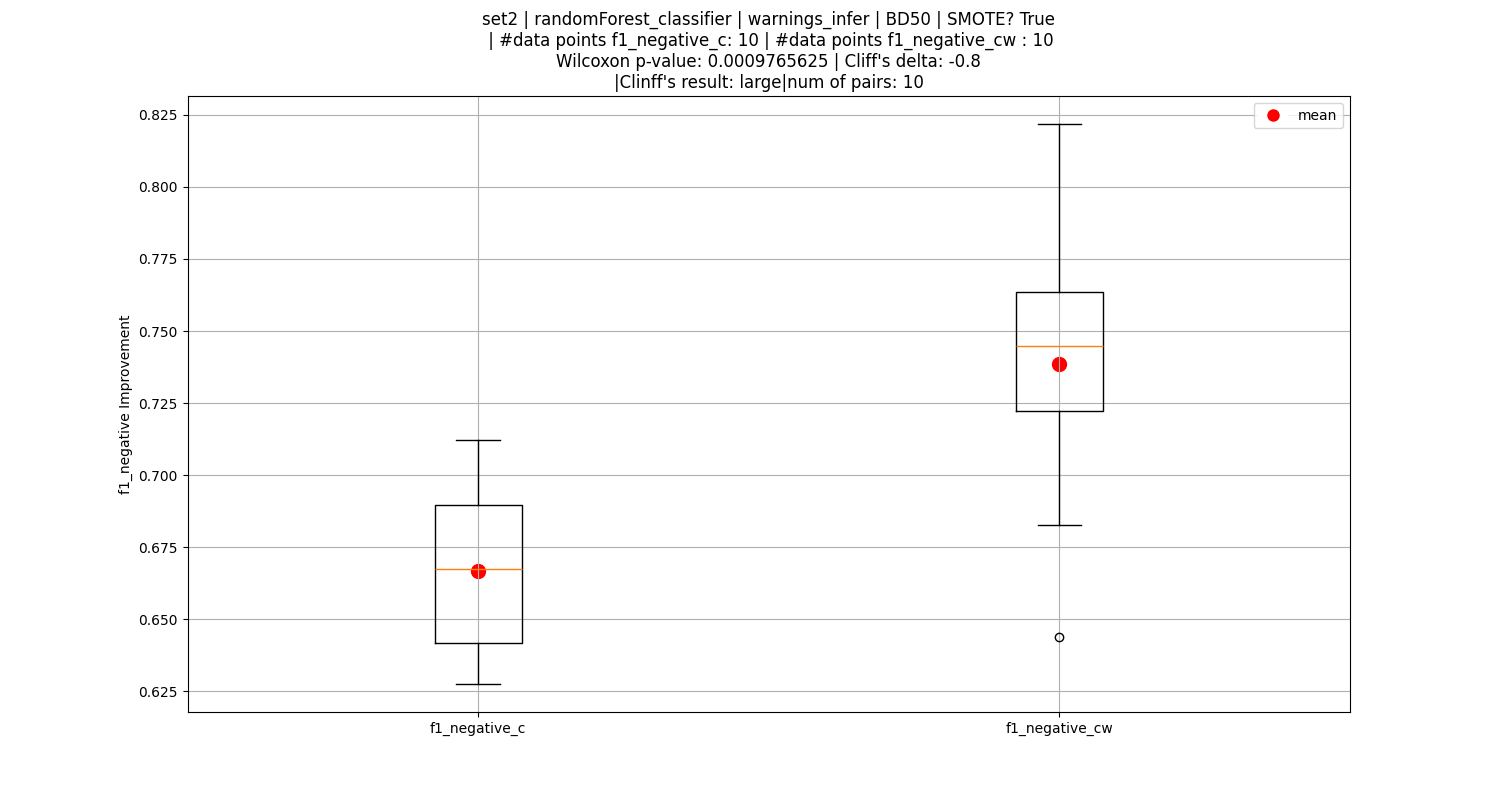 set2 | randomForest_classifier | warnings_infer | BD50 | SMOTE? True
| #data points f1_negative_c: 10 | #data points f1_negative_cw : 10
Wilcoxon p-value: 0.0009765625 | Cliff's delta: -0.8
|Clinff's result: large|num of pairs: 10
mean
0.825
0.800
0.775
0.750
0.725
0.700
0.675
0.650
0.625
f1_negative Improvement
f1_negative_c
f1_negative_cw